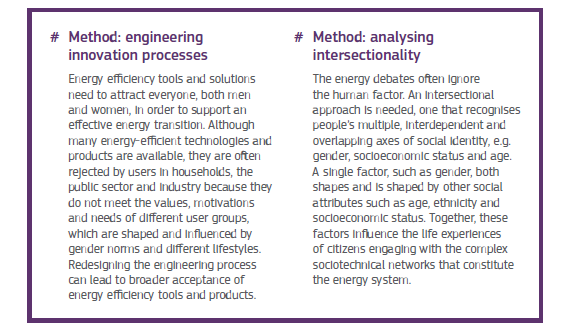 # Method: engineering
innovation processes
Energy efficiency tools and solutions
need to attract everyone, both men
and women, in order to support an
effective energy transition. Although
many energy-efficient technologies and
products are available, they are often
rejected by users in households, the
public sector and industry because they
do not meet the values, motivations
and needs of different user groups,
which are shaped and influenced by
gender norms and different lifestyles.
Redesigning the engineering process
can lead to broader acceptance of
energy efficiency tools and products.
# Method: analysing
intersectionality
The energy debates often ignore
the human factor. An intersectional
approach is needed, one that recognises
people's multiple, interdependent and
overlapping axes of social identity, e.g.
gender, socioeconomic status and age.
A single factor, such as gender, both
shapes and is shaped by other social
attributes such as age, ethnicity and
socioeconomic status. Together, these
factors influence the life experiences
of citizens engaging with the complex
sociotechnical networks that constitute
the energy system.